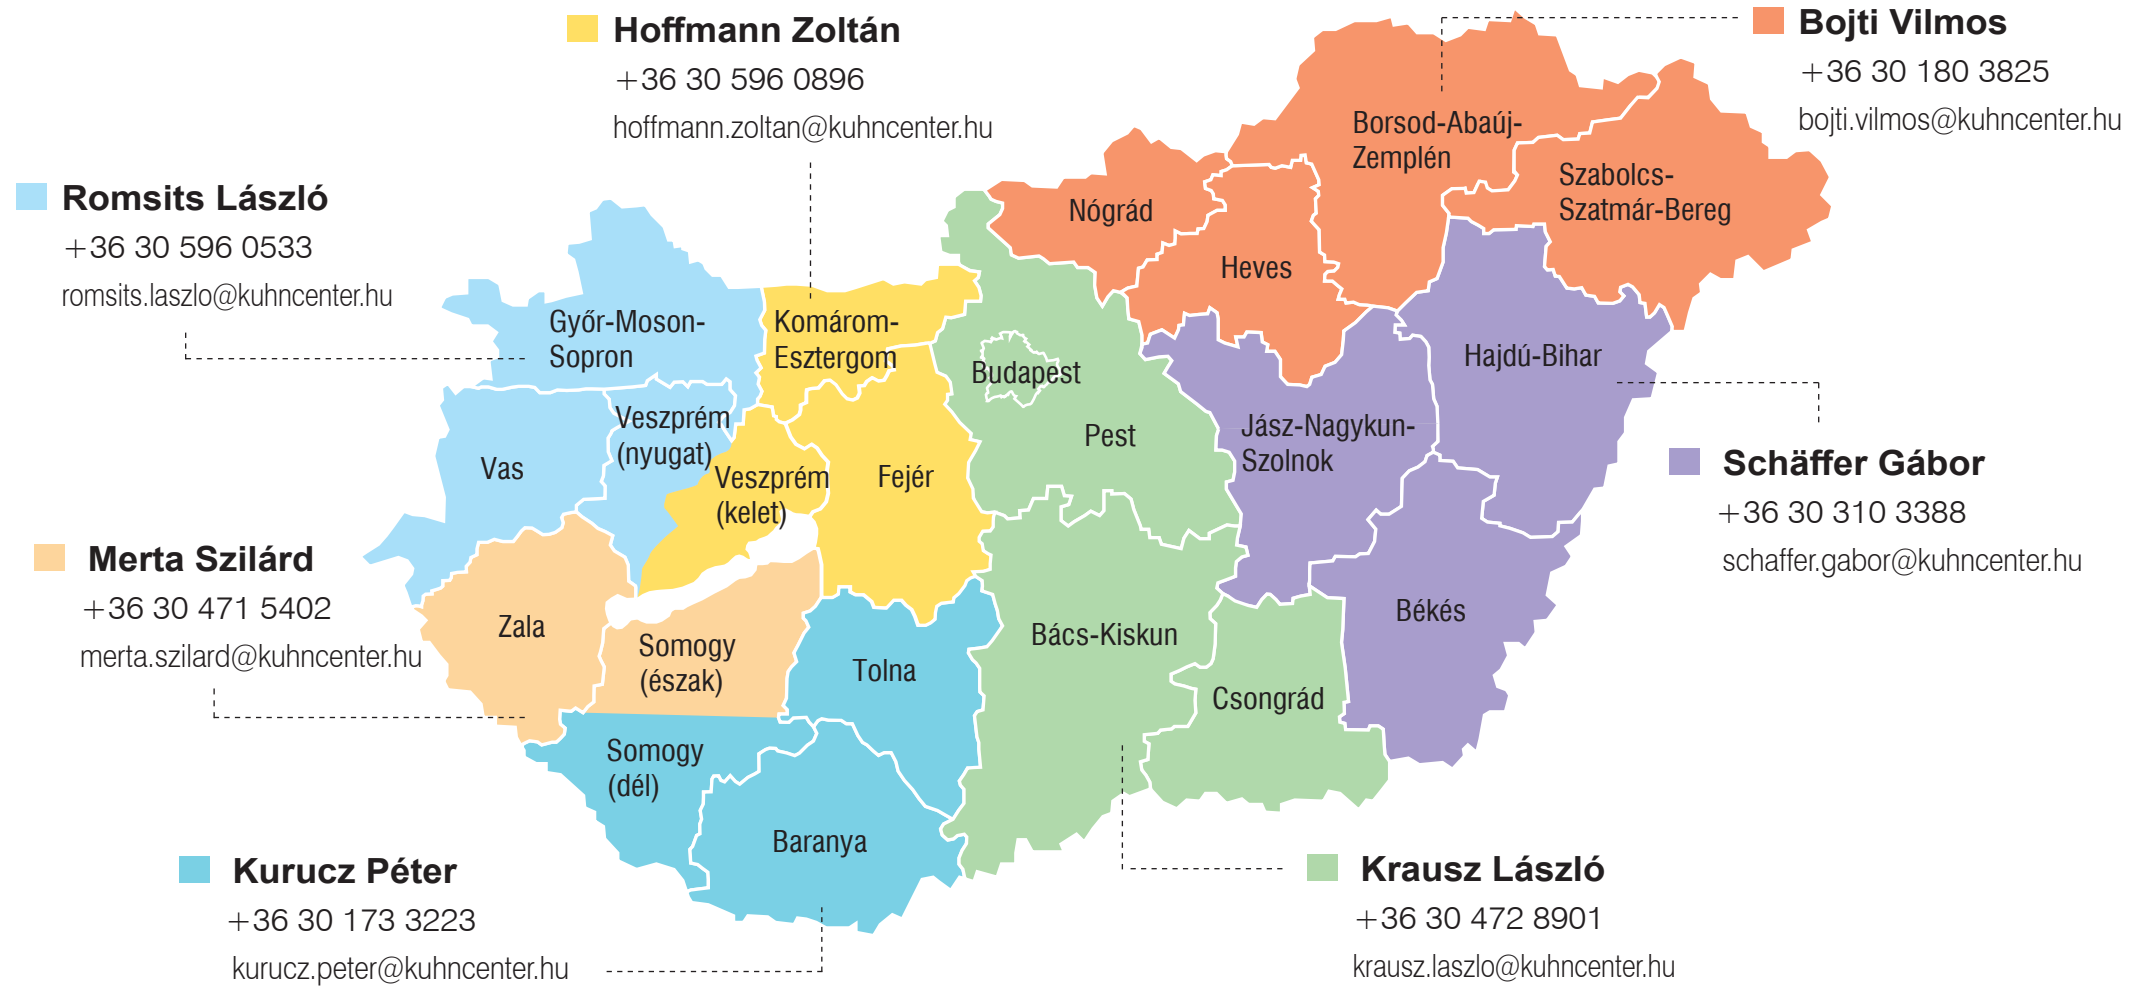 Hoffmann Zoltán
+36 30 596 0896
hoffmann.zoltan@kuhncenter.hu
Bojti Vilmos
+36 30 180 3825
bojti.vilmos@kuhncenter.hu
Romsits László
+36 30 596 0533
romsits.laszlo@kuhncenter.hu
Borsod-Abaúj-
Zemplén
Szabolcs-
Szatmár-Bereg
Nógrád
Heves
Győr-Moson-
Sopron
Komárom-
Esztergom
Budapest
Pest
Hajdú-Bihar
Veszprém
(nyugat)
Vas
Veszprém
(kelet)
Fejér
Jász-Nagykun-
Szolnok
Schäffer Gábor
+36 30 310 3388
schaffer.gabor@kuhncenter.hu
Merta Szilárd
+36 30 471 5402
merta.szilard@kuhncenter.hu
Zala
Somogy
(észak)
Tolna
Bács-Kiskun
Békés
Csongrád
Somogy
(dél)
Baranya
Kurucz Péter
+36 30 173 3223
kurucz.peter@kuhncenter.hu
Krausz László
+36 30 472 8901
krausz.laszlo@kuhncenter.hu